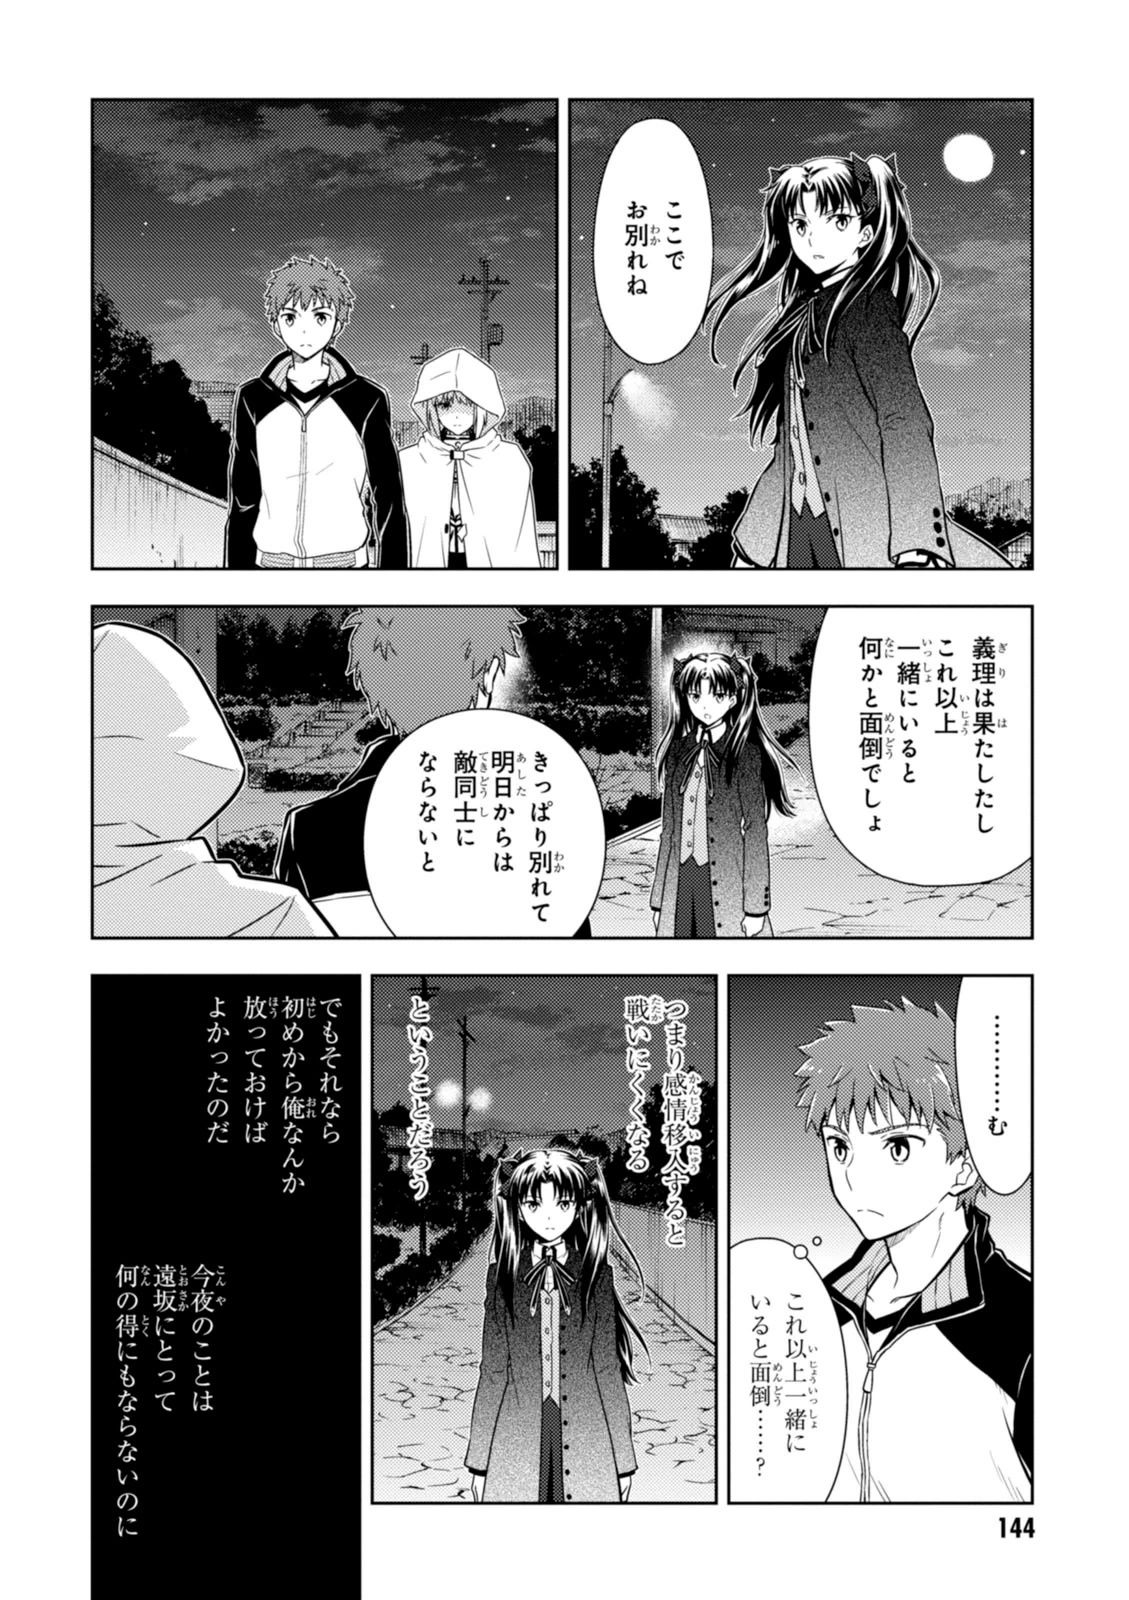 ここで
お別れね
義理は果たしたし
これ以上
一緒にいると
何かと面倒でしょ
きっぱり別れて
明日からは
敵同士に
ならないと
…………む
これ以上一緒に
いると面倒……?
つまり感情移入すると
戦いにくくなる
ということだろう
でもそれなら
初めから俺なんか
放っておけば
よかったのだ
今夜のことは
遠坂にとって
何の得にもならないのに
144